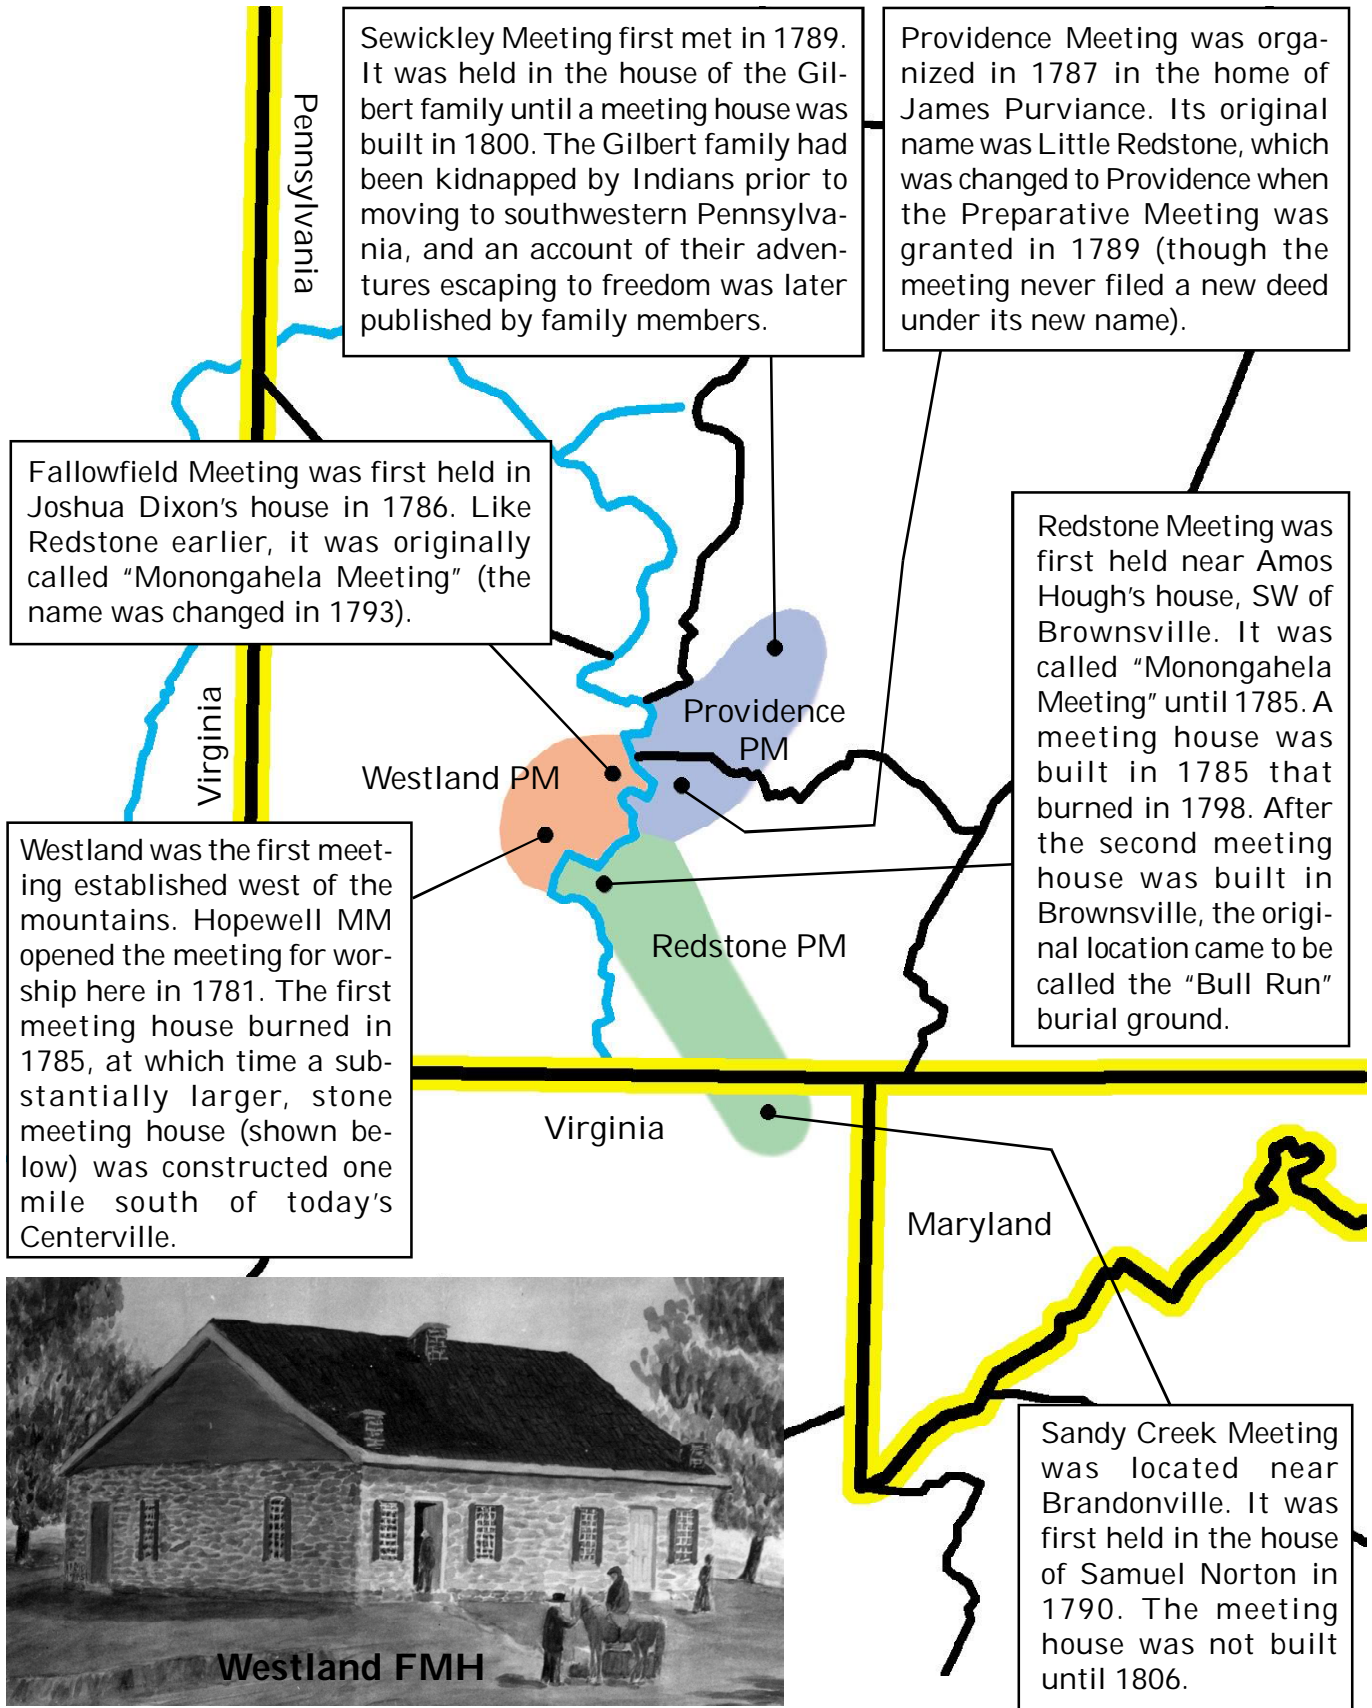 Sewickley Meeting first met in 1789.
It was held in the house of the Gil-
bert family until a meeting house was
built in 1800. The Gilbert family had
been kidnapped by Indians prior to
moving to southwestern Pennsylva-
nia, and an account of their adven-
tures escaping to freedom was later
published by family members.
Providence Meeting was orga-
nized in 1787 in the home of
James Purviance. Its original
name was Little Redstone, which
was changed to Providence when
the Preparative Meeting was
granted in 1789 (though the
meeting never filed a new deed
under its new name).
Pennsylvania
Fallowfield Meeting was first held in
Joshua Dixon's house in 1786. Like
Redstone earlier, it was originally
called “Monongahela Meeting” (the
name was changed in 1793).
Redstone Meeting was
first held near Amos
Hough's house, SW of
Brownsville. It was
called “Monongahela
Meeting” until 1785. A
meeting house was
built in 1785 that
burned in 1798. After
the second meeting
house was built in
Brownsville, the origi-
nal location came to be
called the “Bull Run”
burial ground.
Virginia
Providence
PM
Westland PM
Westland was the first meet-
ing established west of the
mountains. Hopewell MM
opened the meeting for wor-
ship here in 1781. The first
meeting house burned in
1785, at which time a sub-
stantially larger, stone
meeting house (shown be-
low) was constructed one
mile south of today's
Centerville.
Redstone PM
Virginia
Maryland
Sandy Creek Meeting
was located near
Brandonville. It was
first held in the house
of Samuel Norton in
1790. The meeting
house was not built
until 1806.
Westland FMH